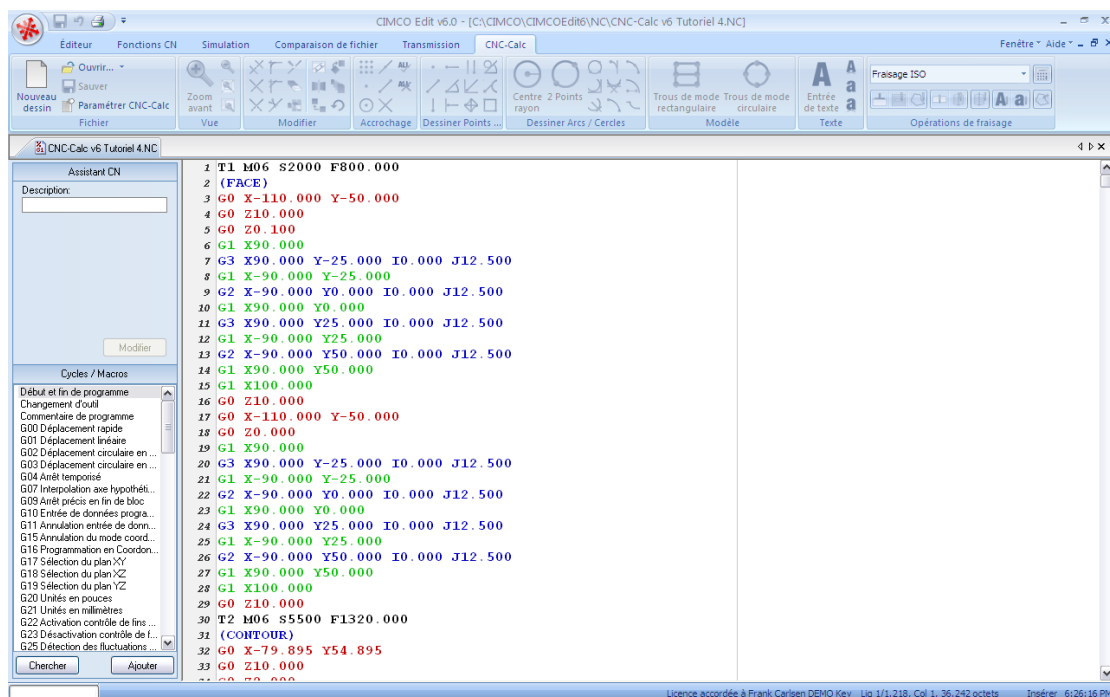 CIMCO Edit v6.0 - [C:\CIMCO\CIMCOEdit6\NC\CNC-Calc v6 Tutoriel 4.NC]
Éditeur Fonctions CN Simulation Comparaison de fichier Transmission CNC-Calc Fenêtre Aide
Nouveau dessin
Ouvrir...
Sauver
Paramétrer CNC-Calc
Fichier
Zoom avant
Vue
Modifier
Accrochage
Dessiner Points ...
Centre rayon
2 Points
Dessiner Arcs / Cercles
Trous de mode rectangulaire
Trous de mode circulaire
Modèle
Entrée de texte
Texte
Fraisage ISO
Opérations de fraisage
CNC-Calc v6 Tutoriel 4.NC
Assistant CN
Description:
Modifier
Cycles / Macros
Début et fin de programme
Changement d'outil
Commentaire de programme
G00 Déplacement rapide
G01 Déplacement linéaire
G02 Déplacement circulaire en ...
G03 Déplacement circulaire en ...
G04 Arrêt temporisé
G07 Interpolation axe hypothéti...
G09 Arrêt précis en fin de bloc
G10 Entrée de données progra...
G11 Annulation entrée de donn...
G15 Annulation du mode coord...
G16 Programmation en Coordon...
G17 Sélection du plan XY
G18 Sélection du plan XZ
G19 Sélection du plan YZ
G20 Unités en pouces
G21 Unités en millimètres
G22 Activation contrôle de fins ...
G23 Désactivation contrôle de f...
G25 Détection des fluctuations ...
Chercher Ajouter
1 T1 M06 S2000 F800.000
2 (FACE)
3 G0 X-110.000 Y-50.000
4 G0 Z10.000
5 G0 Z0.100
6 G1 X90.000
7 G3 X90.000 Y-25.000 I0.000 J12.500
8 G1 X-90.000 Y-25.000
9 G2 X-90.000 Y0.000 I0.000 J12.500
10 G1 X90.000 Y0.000
11 G3 X90.000 Y25.000 I0.000 J12.500
12 G1 X-90.000 Y25.000
13 G2 X-90.000 Y50.000 I0.000 J12.500
14 G1 X90.000 Y50.000
15 G1 X100.000
16 G0 Z10.000
17 G0 X-110.000 Y-50.000
18 G0 Z0.000
19 G1 X90.000
20 G3 X90.000 Y-25.000 I0.000 J12.500
21 G1 X-90.000 Y-25.000
22 G2 X-90.000 Y0.000 I0.000 J12.500
23 G1 X90.000 Y0.000
24 G3 X90.000 Y25.000 I0.000 J12.500
25 G1 X-90.000 Y25.000
26 G2 X-90.000 Y50.000 I0.000 J12.500
27 G1 X90.000 Y50.000
28 G1 X100.000
29 G0 Z10.000
30 T2 M06 S5500 F1320.000
31 (CONTOUR)
32 G0 X-79.895 Y54.895
33 G0 Z10.000
Licence accordée à Frank Carlsen DEMO Key Lig 1/1,218, Col 1, 36,242 octets Insérer 6:26:16